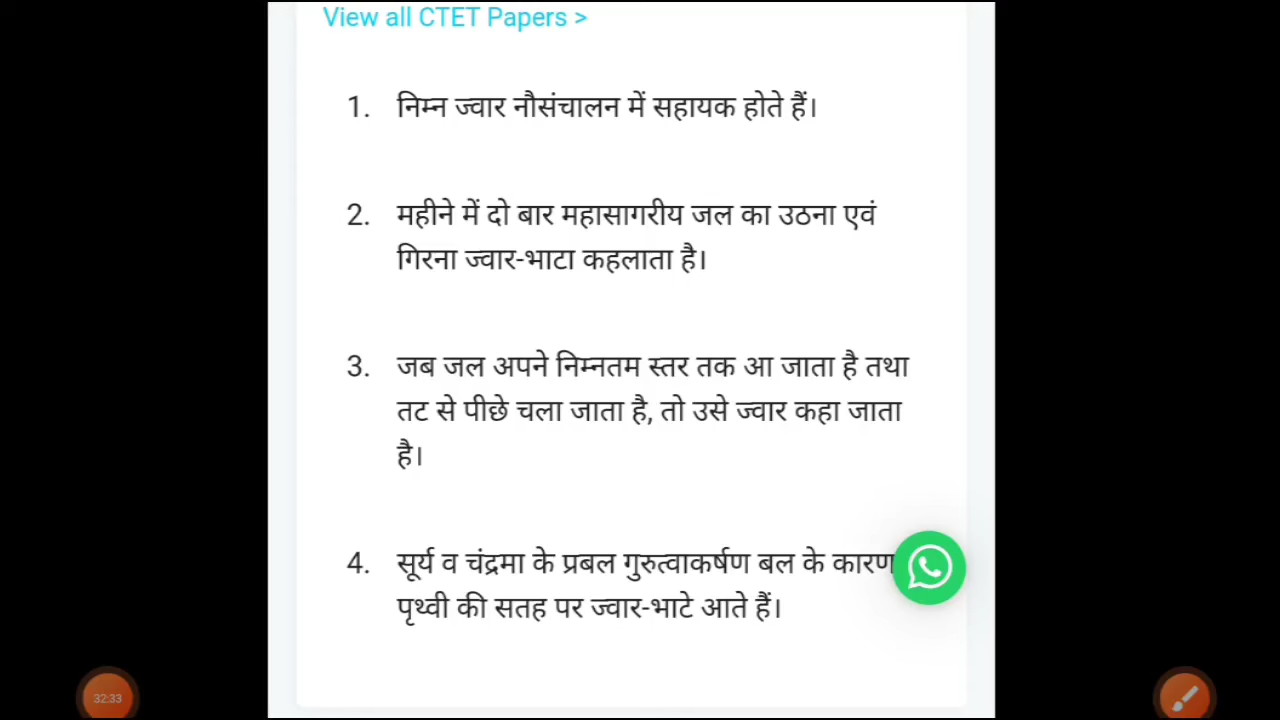 View all CTET Papers >
1. निम्न ज्वार नौसंचालन में सहायक होते हैं।
2. महीने में दो बार महासागरीय जल का उठना एवं
गिरना ज्वार-भाटा कहलाता है।
3. जब जल अपने निम्नतम स्तर तक आ जाता है तथा
तट से पीछे चला जाता है, तो उसे ज्वार कहा जाता
है।
4. सूर्य व चंद्रमा के प्रबल गुरुत्वाकर्षण बल के कारण
पृथ्वी की सतह पर ज्वार-भाटे आते हैं।
32:33